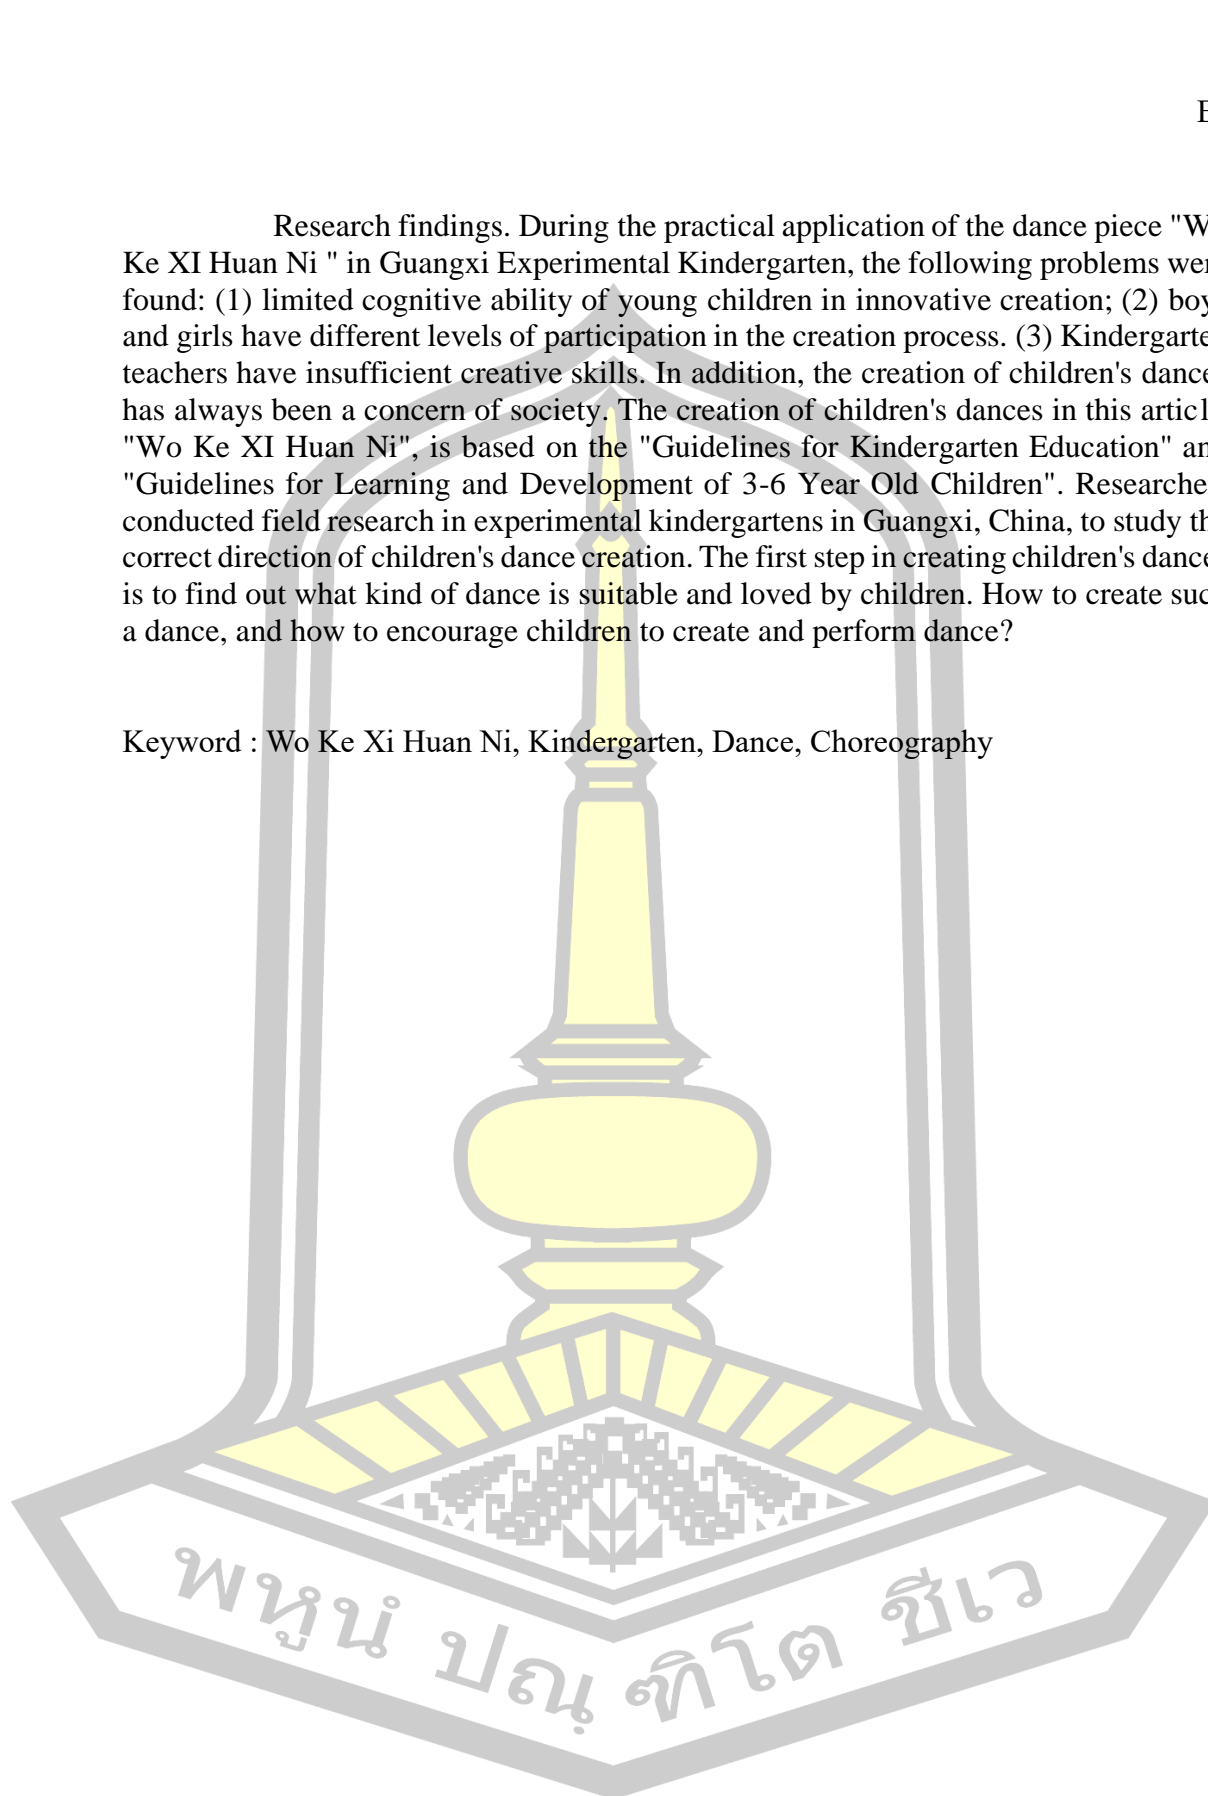 E
Research findings. During the practical application of the dance piece "W
Ke XI Huan Ni " in Guangxi Experimental Kindergarten, the following problems wer
found: (1) limited cognitive ability of young children in innovative creation; (2) boy
and girls have different levels of participation in the creation process. (3) Kindergarte
teachers have insufficient creative skills. In addition, the creation of children's dance
has always been a concern of society. The creation of children's dances in this articl
"Wo Ke XI Huan Ni", is based on the "Guidelines for Kindergarten Education" an
"Guidelines for Learning and Development of 3-6 Year Old Children". Researche
conducted field research in experimental kindergartens in Guangxi, China, to study th
correct direction of children's dance creation. The first step in creating children's dance
is to find out what kind of dance is suitable and loved by children. How to create suc
a dance, and how to encourage children to create and perform dance?
Keyword : Wo Ke Xi Huan Ni, Kindergarten, Dance, Choreography
พหูนํ ปณฺฑิโต ชีเว